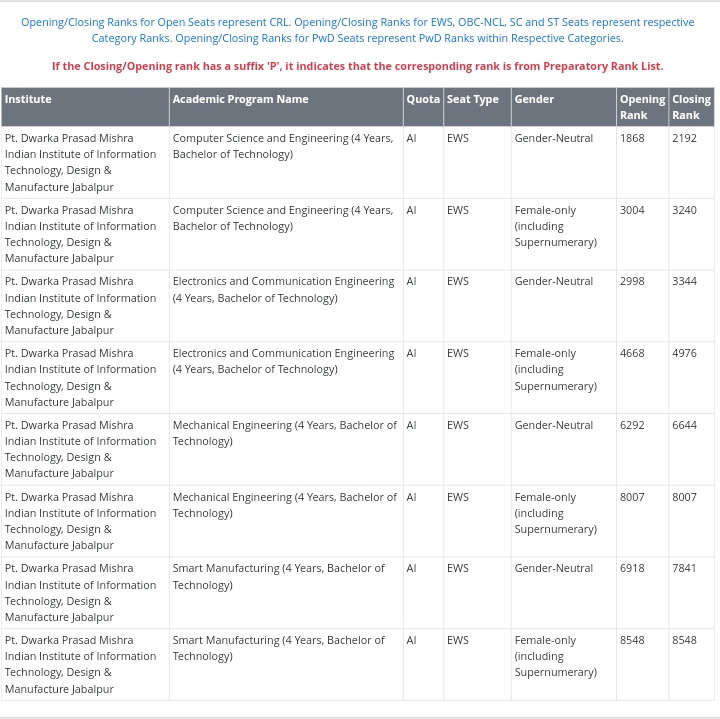 Opening/Closing Ranks for Open Seats represent CRL. Opening/Closing Ranks for EWS, OBC-NCL, SC and ST Seats represent respective
Category Ranks. Opening/Closing Ranks for PwD Seats represent PwD Ranks within Respective Categories.
If the Closing/Opening rank has a suffix 'P', it indicates that the corresponding rank is from Preparatory Rank List.
Institute Academic Program Name Quota Seat Type Gender Opening Closing
Rank Rank
Pt. Dwarka Prasad Mishra Computer Science and Engineering (4 Years, AI EWS Gender-Neutral 1868 2192
Indian Institute of Information Bachelor of Technology)
Technology, Design &
Manufacture Jabalpur
Pt. Dwarka Prasad Mishra Computer Science and Engineering (4 Years, AI EWS Female-only 3004 3240
Indian Institute of Information Bachelor of Technology) (including
Technology, Design & Supernumerary)
Manufacture Jabalpur
Pt. Dwarka Prasad Mishra Electronics and Communication Engineering AI EWS Gender-Neutral 2998 3344
Indian Institute of Information (4 Years, Bachelor of Technology)
Technology, Design &
Manufacture Jabalpur
Pt. Dwarka Prasad Mishra Electronics and Communication Engineering AI EWS Female-only 4668 4976
Indian Institute of Information (4 Years, Bachelor of Technology) (including
Technology, Design & Supernumerary)
Manufacture Jabalpur
Pt. Dwarka Prasad Mishra Mechanical Engineering (4 Years, Bachelor of AI EWS Gender-Neutral 6292 6644
Indian Institute of Information Technology)
Technology, Design &
Manufacture Jabalpur
Pt. Dwarka Prasad Mishra Mechanical Engineering (4 Years, Bachelor of AI EWS Female-only 8007 8007
Indian Institute of Information Technology) (including
Technology, Design & Supernumerary)
Manufacture Jabalpur
Pt. Dwarka Prasad Mishra Smart Manufacturing (4 Years, Bachelor of AI EWS Gender-Neutral 6918 7841
Indian Institute of Information Technology)
Technology, Design &
Manufacture Jabalpur
Pt. Dwarka Prasad Mishra Smart Manufacturing (4 Years, Bachelor of AI EWS Female-only 8548 8548
Indian Institute of Information Technology) (including
Technology, Design & Supernumerary)
Manufacture Jabalpur